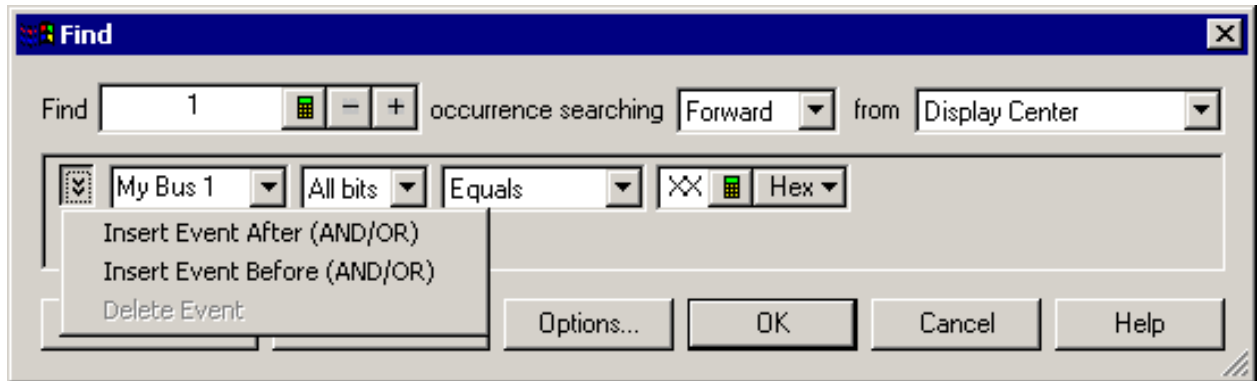 Find
Find 1 − + occurrence searching Forward from Display Center
My Bus 1 All bits Equals XX Hex
Insert Event After (AND/OR)
Insert Event Before (AND/OR)
Delete Event
Options... OK Cancel Help